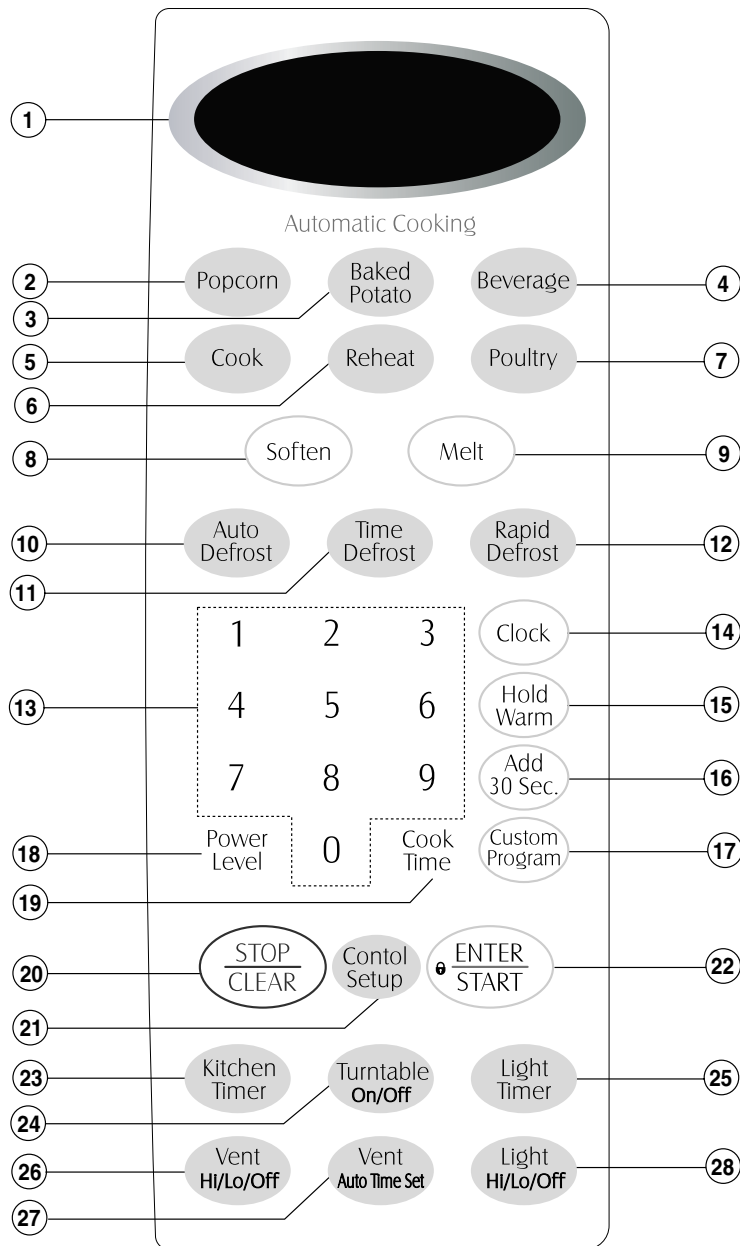 1
Automatic Cooking
2
Popcorn
Baked
Potato
Beverage
4
3
5
Cook
Reheat
Poultry
7
6
8
Soften
Melt
9
10
Auto
Defrost
Time
Defrost
Rapid
Defrost
12
11
1 2 3
Clock
14
13
4 5 6
Hold
Warm
15
7 8 9
Add
30 Sec.
16
18
Power
Level
0
Cook
Time
Custom
Program
17
19
20
STOP
CLEAR
Contol
Setup
ENTER
START
22
21
23
Kitchen
Timer
Turntable
On/Off
Light
Timer
25
24
26
Vent
Hi/Lo/Off
Vent
Auto Time Set
Light
Hi/Lo/Off
28
27